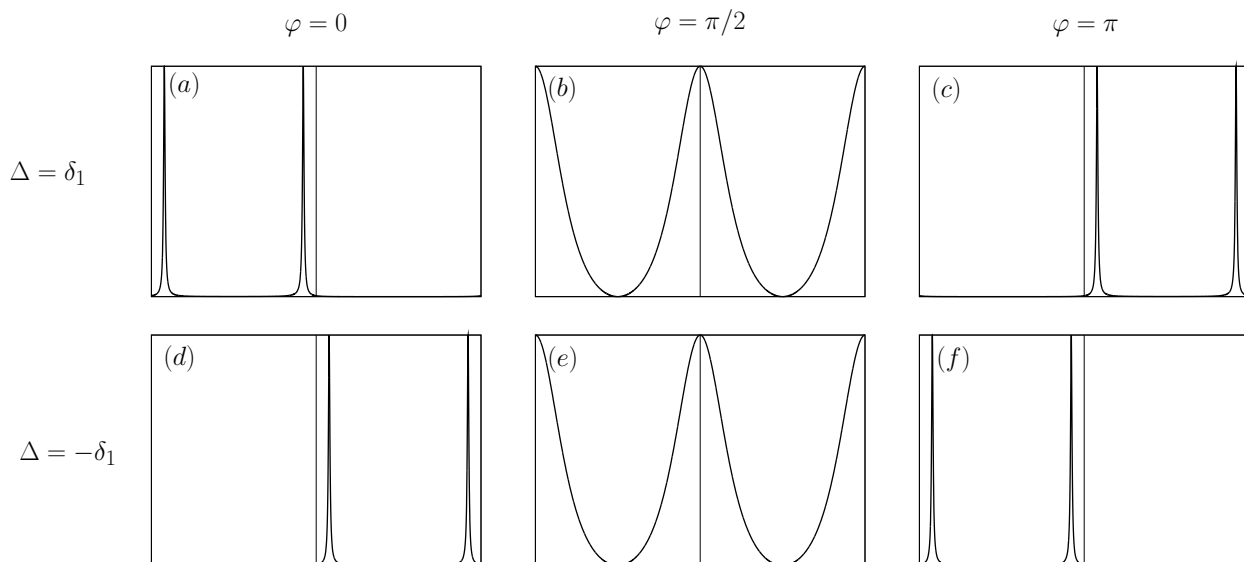 φ = 0
φ = π/2
φ = π
(a)
(b)
(c)
Δ = δ₁
(d)
(e)
(f)
Δ = −δ₁